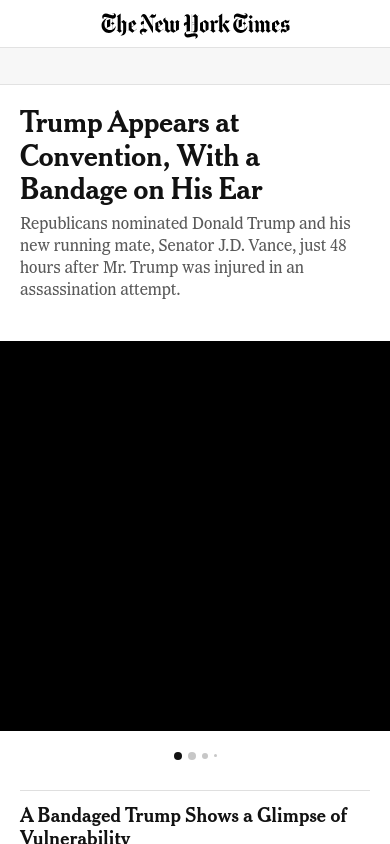 The New York Times
Trump Appears at
Convention, With a
Bandage on His Ear
Republicans nominated Donald Trump and his
new running mate, Senator J.D. Vance, just 48
hours after Mr. Trump was injured in an
assassination attempt.
A Bandaged Trump Shows a Glimpse of
Vulnerability